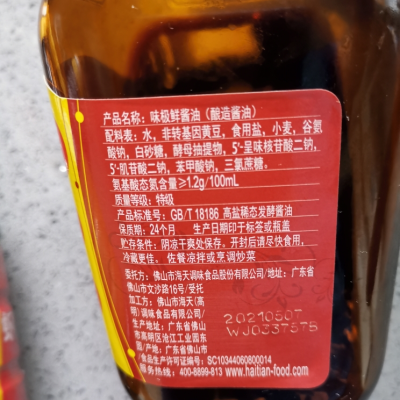 产品名称：味极鲜酱油（酿造酱油）
配料表：水，非转基因黄豆，食用盐，小麦，谷氨
酸钠，白砂糖，酵母抽提物，5'-呈味核苷酸二钠，
5'-肌苷酸二钠，苯甲酸钠，三氯蔗糖。
氨基酸态氮含量≥1.2g/100mL
质量等级：特级
产品标准号：GB/T 18186 高盐稀态发酵酱油
保质期：24个月 生产日期印于标签或瓶盖
贮存条件：阴凉干爽处保存。开封后请尽快食用，
冷藏更佳。佐餐凉拌或烹调炒菜
委托方：佛山市海天调味食品股份有限公司/地址：广东省
佛山市文沙路16号/受托
加工方：佛山市海天(高
明)调味食品有限公司/
生产地址：广东省佛山
市高明区沧江工业园东
园/产地：广东省佛山市
/食品生产许可证编号：SC10344060800014
服务热线：400-8899-813 www.haitian-food.com
20210507